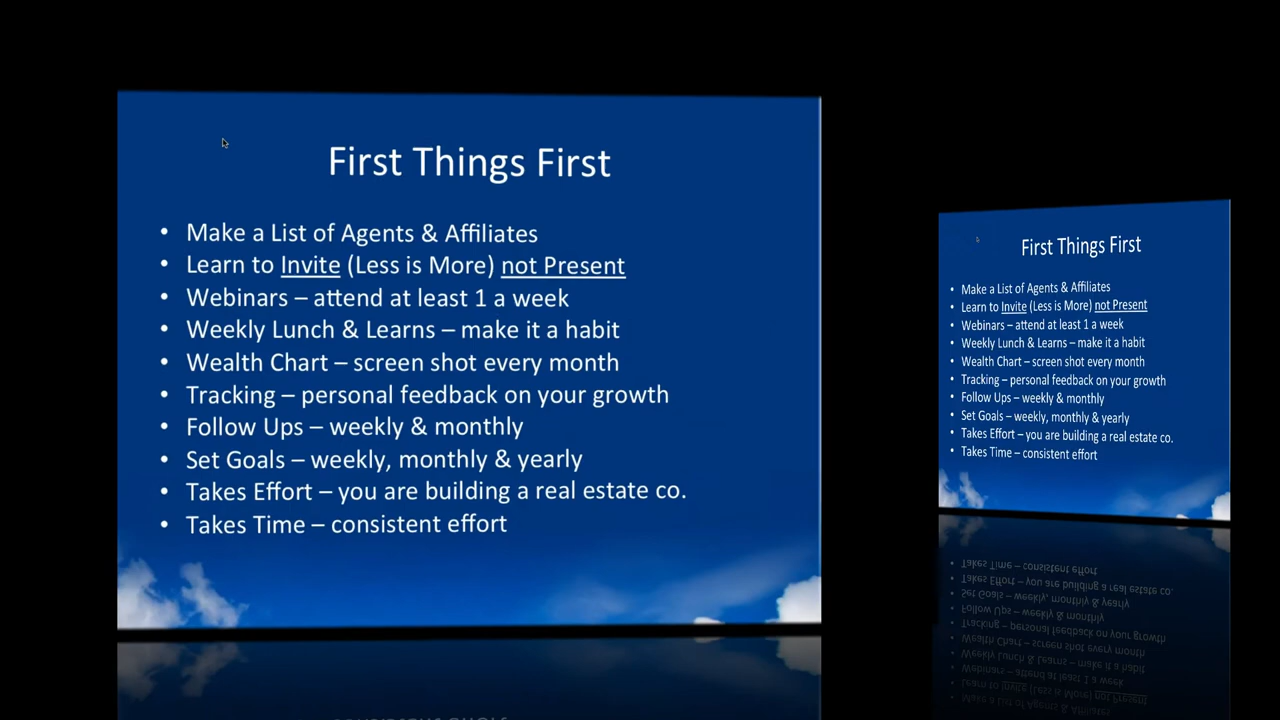 First Things First
• Make a List of Agents & Affiliates
• Learn to Invite (Less is More) not Present
• Webinars – attend at least 1 a week
• Weekly Lunch & Learns – make it a habit
• Wealth Chart – screen shot every month
• Tracking – personal feedback on your growth
• Follow Ups – weekly & monthly
• Set Goals – weekly, monthly & yearly
• Takes Effort – you are building a real estate co.
• Takes Time – consistent effort
First Things First
• Make a List of Agents & Affiliates
• Learn to Invite (Less is More) not Present
• Webinars – attend at least 1 a week
• Weekly Lunch & Learns – make it a habit
• Wealth Chart – screen shot every month
• Tracking – personal feedback on your growth
• Follow Ups – weekly & monthly
• Set Goals – weekly, monthly & yearly
• Takes Effort – you are building a real estate co.
• Takes Time – consistent effort